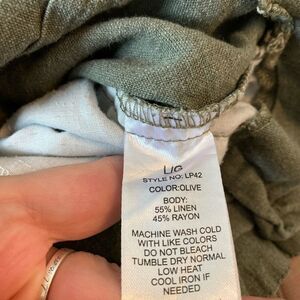 L/G
STYLE NO: LP42
COLOR:OLIVE
BODY:
55% LINEN
45% RAYON
MACHINE WASH COLD
WITH LIKE COLORS
DO NOT BLEACH
TUMBLE DRY NORMAL
LOW HEAT
COOL IRON IF
NEEDED